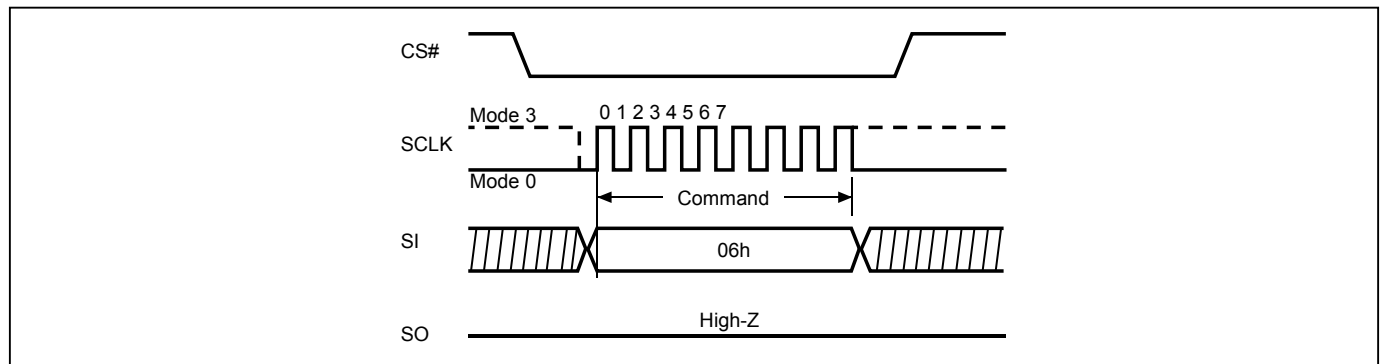 CS#
Mode 3
0 1 2 3 4 5 6 7
SCLK
Mode 0
Command
SI
06h
High-Z
SO